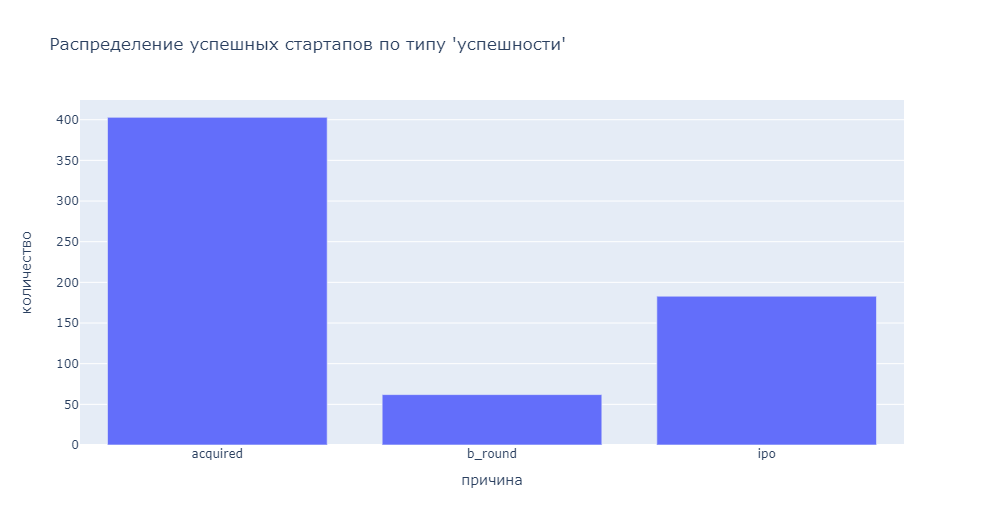 Распределение успешных стартапов по типу 'успешности'
количество
400
350
300
250
200
150
100
50
0
acquired
b_round
ipo
причина